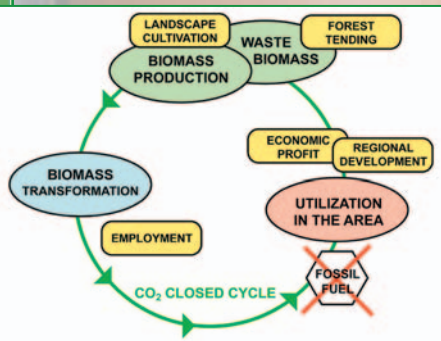 LANDSCAPE
CULTIVATION
FOREST
TENDING
WASTE
BIOMASS
BIOMASS
PRODUCTION
ECONOMIC
PROFIT
REGIONAL
DEVELOPMENT
BIOMASS
TRANSFORMATION
UTILIZATION
IN THE AREA
EMPLOYMENT
FOSSIL
FUEL
CO₂ CLOSED CYCLE